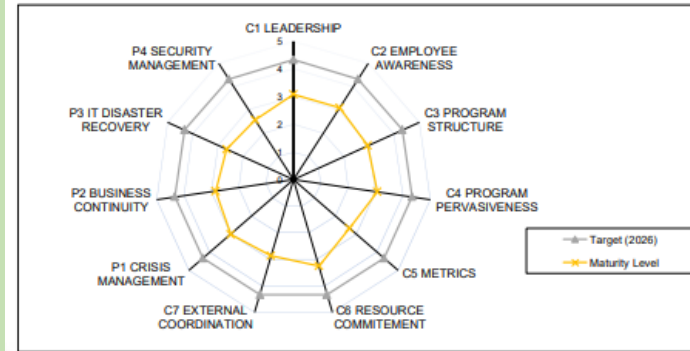 C1 LEADERSHIP
5
4
3
2
1
0
C2 EMPLOYEE
AWARENESS
C3 PROGRAM
STRUCTURE
C4 PROGRAM
PERVASIVENESS
C5 METRICS
C6 RESOURCE
COMMITEMENT
C7 EXTERNAL
COORDINATION
P1 CRISIS
MANAGEMENT
P2 BUSINESS
CONTINUITY
P3 IT DISASTER
RECOVERY
P4 SECURITY
MANAGEMENT
Target (2026)
Maturity Level